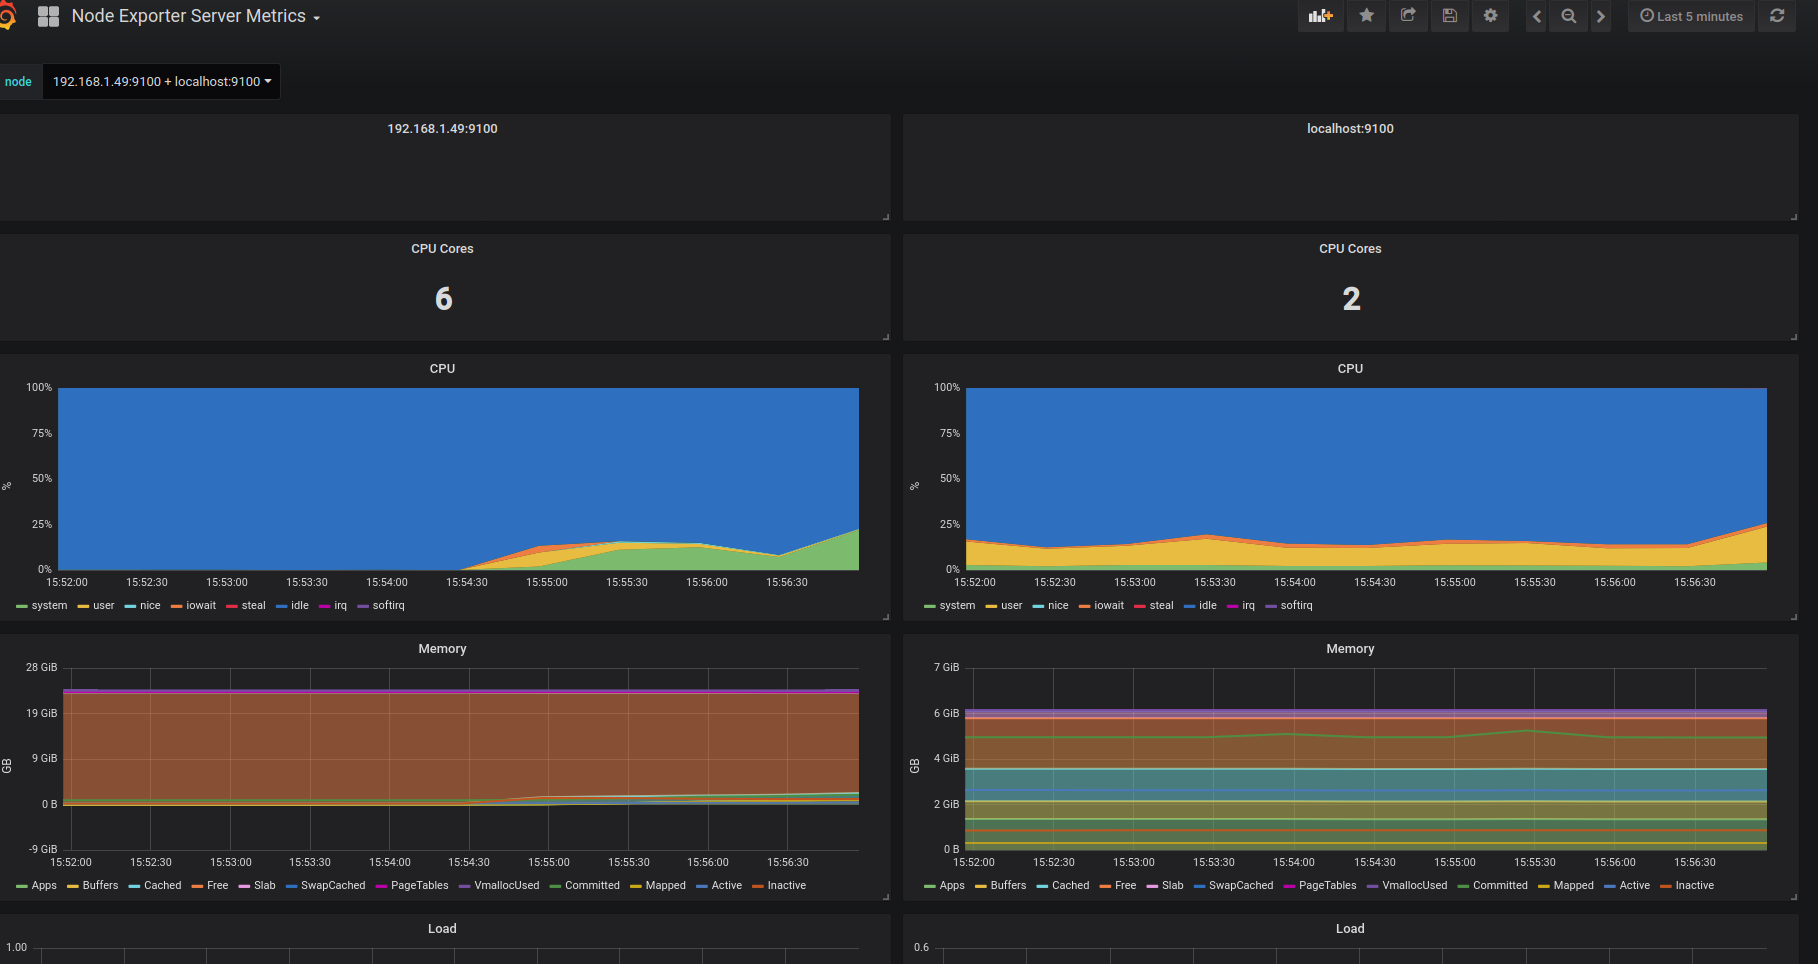 Node Exporter Server Metrics
Last 5 minutes
node 192.168.1.49:9100 + localhost:9100
192.168.1.49:9100
localhost:9100
CPU Cores
6
CPU Cores
2
CPU
100%
75%
50%
25%
0%
%
15:52:00 15:52:30 15:53:00 15:53:30 15:54:00 15:54:30 15:55:00 15:55:30 15:56:00 15:56:30
system user nice iowait steal idle irq softirq
CPU
100%
75%
50%
25%
0%
%
15:52:00 15:52:30 15:53:00 15:53:30 15:54:00 15:54:30 15:55:00 15:55:30 15:56:00 15:56:30
system user nice iowait steal idle irq softirq
Memory
28 GiB
19 GiB
9 GiB
0 B
-9 GiB
GB
15:52:00 15:52:30 15:53:00 15:53:30 15:54:00 15:54:30 15:55:00 15:55:30 15:56:00 15:56:30
Apps Buffers Cached Free Slab SwapCached PageTables VmallocUsed Committed Mapped Active Inactive
Memory
7 GiB
6 GiB
4 GiB
2 GiB
0 B
GB
15:52:00 15:52:30 15:53:00 15:53:30 15:54:00 15:54:30 15:55:00 15:55:30 15:56:00 15:56:30
Apps Buffers Cached Free Slab SwapCached PageTables VmallocUsed Committed Mapped Active Inactive
Load
1.00
Load
0.6